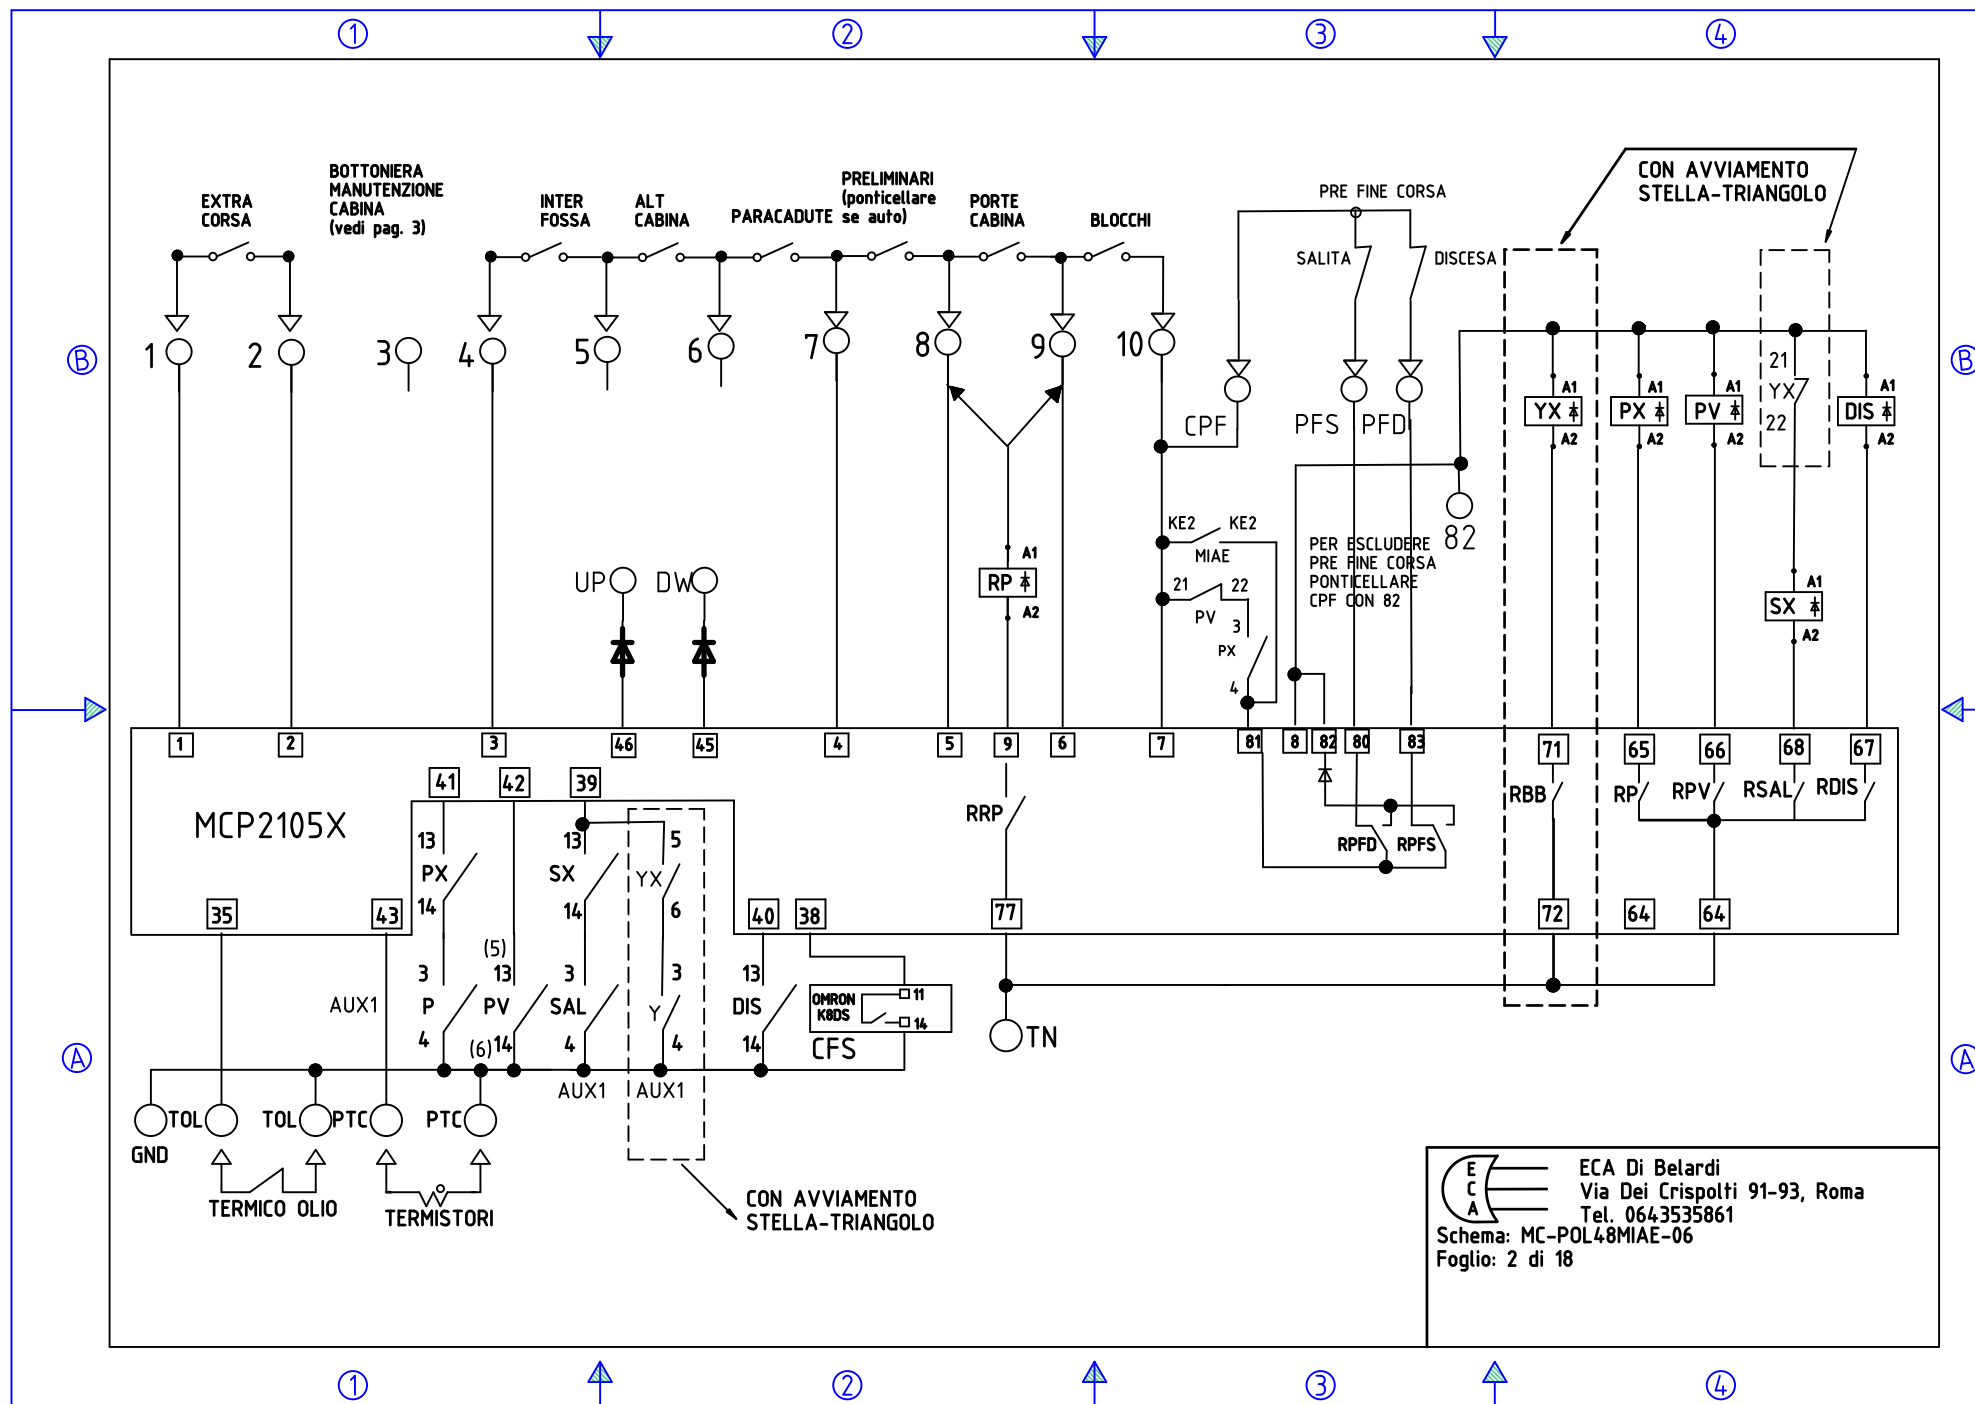 1
2
3
4
EXTRA
CORSA
BOTTONIERA
MANUTENZIONE
CABINA
(vedi pag. 3)
INTER
FOSSA
ALT
CABINA
PARACADUTE
PRELIMINARI
(ponticellare
se auto)
PORTE
CABINA
BLOCCHI
PRE FINE CORSA
SALITA
DISCESA
CON AVVIAMENTO
STELLA-TRIANGOLO
B
B
1
2
3
4
5
6
7
8
9
10
CPF
PFS
PFD
82
A1
YX
A2
A1
PX
A2
A1
PV
A2
21
YX
22
A1
DIS
A2
KE2
KE2
MIAE
21
22
PV
3
PX
4
PER ESCLUDERE
PRE FINE CORSA
PONTICELLARE
CPF CON 82
UP
DW
A1
RP
A2
A1
SX
A2
1
2
3
46
45
4
5
9
6
7
81
8
82
80
83
71
65
66
68
67
41
42
39
MCP2105X
13
PX
14
13
SX
14
5
YX
6
RRP
RPFD
RPFS
RBB
RP
RPV
RSAL
RDIS
35
43
40
38
77
72
64
64
AUX1
3
P
4
(5)
13
PV
(6)
14
3
SAL
4
3
Y
4
13
DIS
14
OMRON
K8DS
11
14
CFS
TN
A
A
AUX1
AUX1
GND
TOL
TOL
PTC
PTC
TERMICO OLIO
TERMISTORI
CON AVVIAMENTO
STELLA-TRIANGOLO
E
C
A
ECA Di Belardi
Via Dei Crispolti 91-93, Roma
Tel. 0643535861
Schema: MC-POL48MIAE-06
Foglio: 2 di 18
1
2
3
4